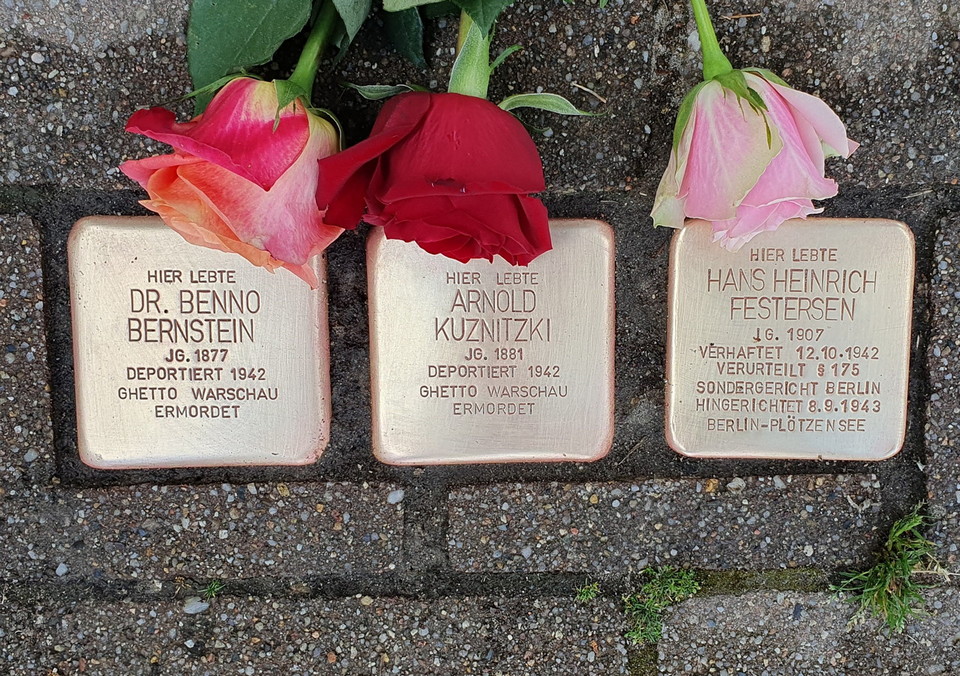 HIER LEBTE
DR. BENNO
BERNSTEIN
JG. 1877
DEPORTIERT 1942
GHETTO WARSCHAU
ERMORDET
HIER LEBTE
ARNOLD
KUZNITZKI
JG. 1881
DEPORTIERT 1942
GHETTO WARSCHAU
ERMORDET
HIER LEBTE
HANS HEINRICH
FESTERSEN
JG. 1907
VERHAFTET 12.10.1942
VERURTEILT § 175
SONDERGERICHT BERLIN
HINGERICHTET 8.9.1943
BERLIN-PLÖTZENSEE